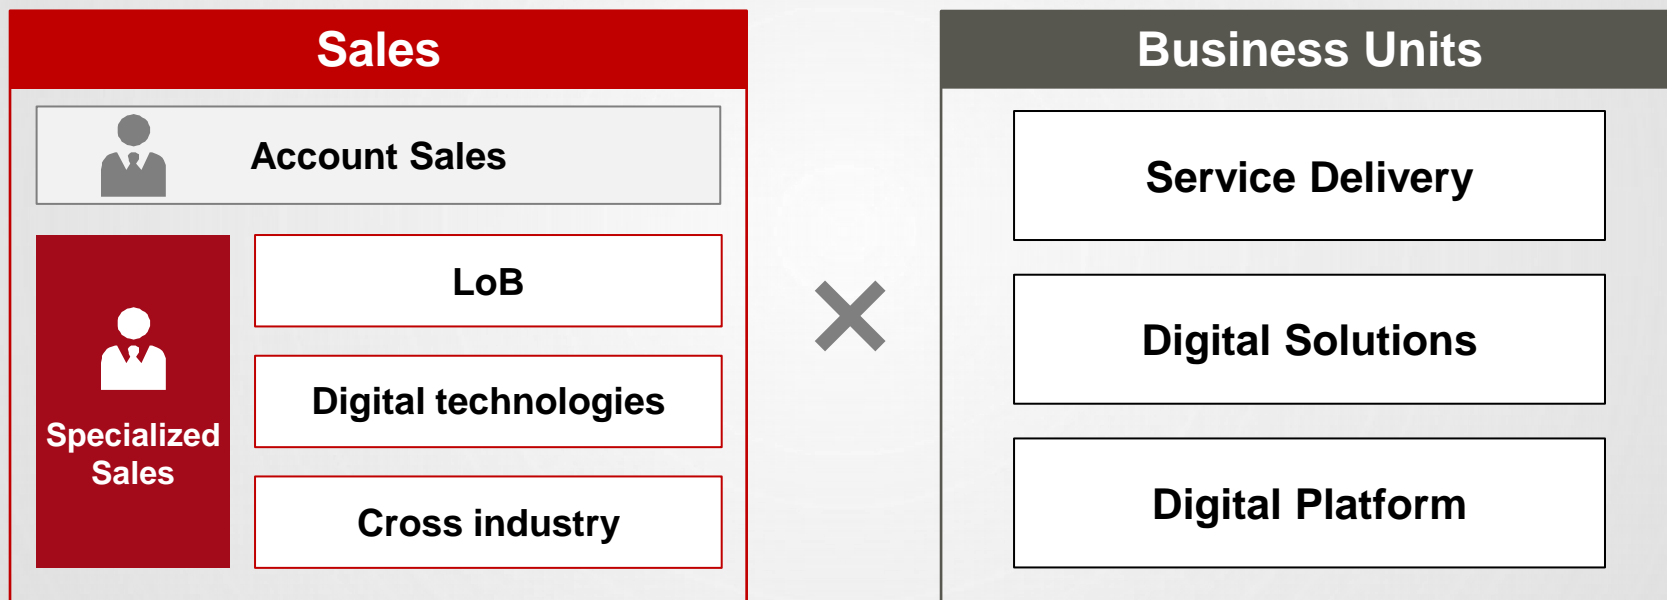 Sales
Account Sales
Specialized
Sales
LoB
Digital technologies
Cross industry
Business Units
Service Delivery
Digital Solutions
Digital Platform